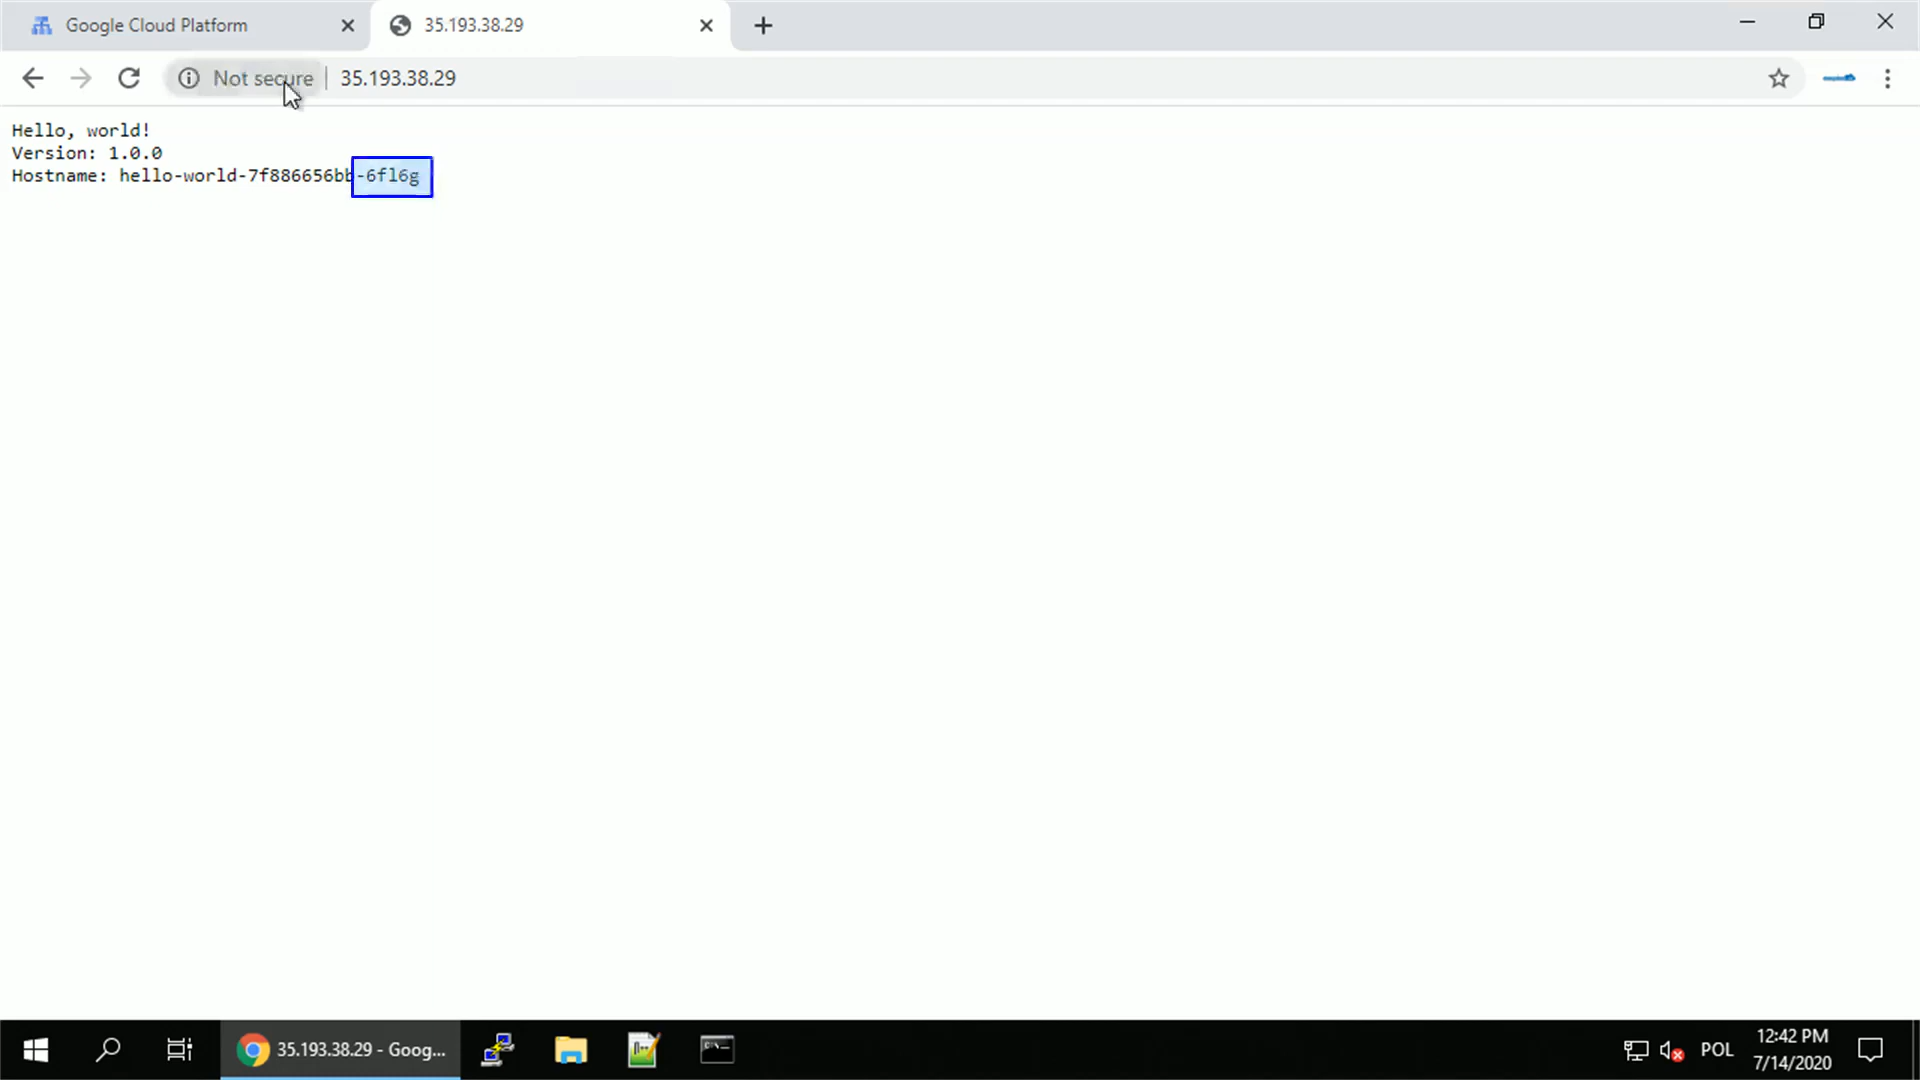 Google Cloud Platform
35.193.38.29
Not secure
35.193.38.29
Hello, world!
Version: 1.0.0
Hostname: hello-world-7f886656bb-6fl6g
35.193.38.29 - Goog...
POL
12:42 PM
7/14/2020